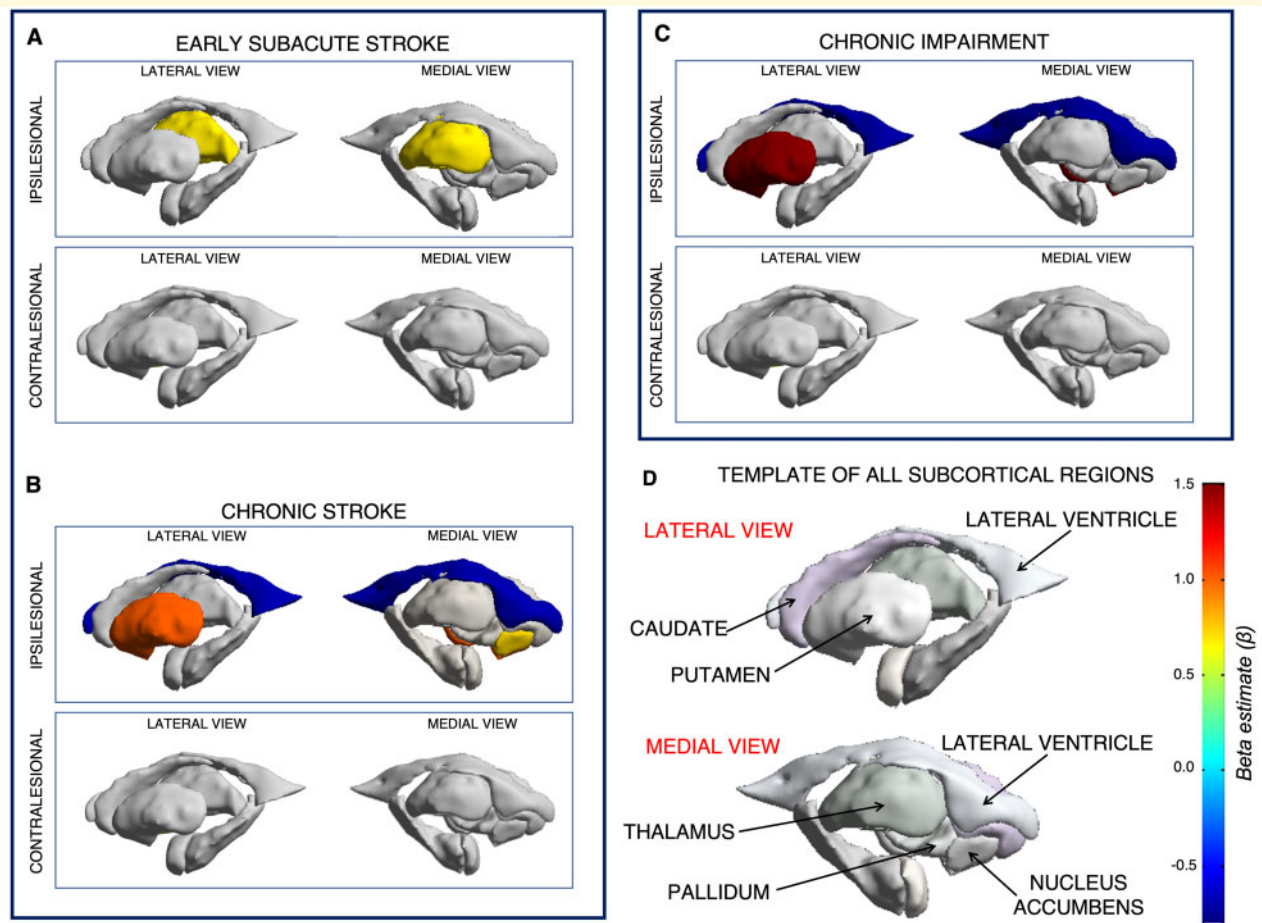 A
EARLY SUBACUTE STROKE
LATERAL VIEW
MEDIAL VIEW
IPSILESIONAL
LATERAL VIEW
MEDIAL VIEW
CONTRALESIONAL
B
CHRONIC STROKE
LATERAL VIEW
MEDIAL VIEW
IPSILESIONAL
LATERAL VIEW
MEDIAL VIEW
CONTRALESIONAL
C
CHRONIC IMPAIRMENT
LATERAL VIEW
MEDIAL VIEW
IPSILESIONAL
LATERAL VIEW
MEDIAL VIEW
CONTRALESIONAL
D
TEMPLATE OF ALL SUBCORTICAL REGIONS
LATERAL VIEW
LATERAL VENTRICLE
CAUDATE
PUTAMEN
MEDIAL VIEW
LATERAL VENTRICLE
THALAMUS
PALLIDUM
NUCLEUS
ACCUMBENS
1.5
1.0
0.5
0.0
-0.5
Beta estimate (β)